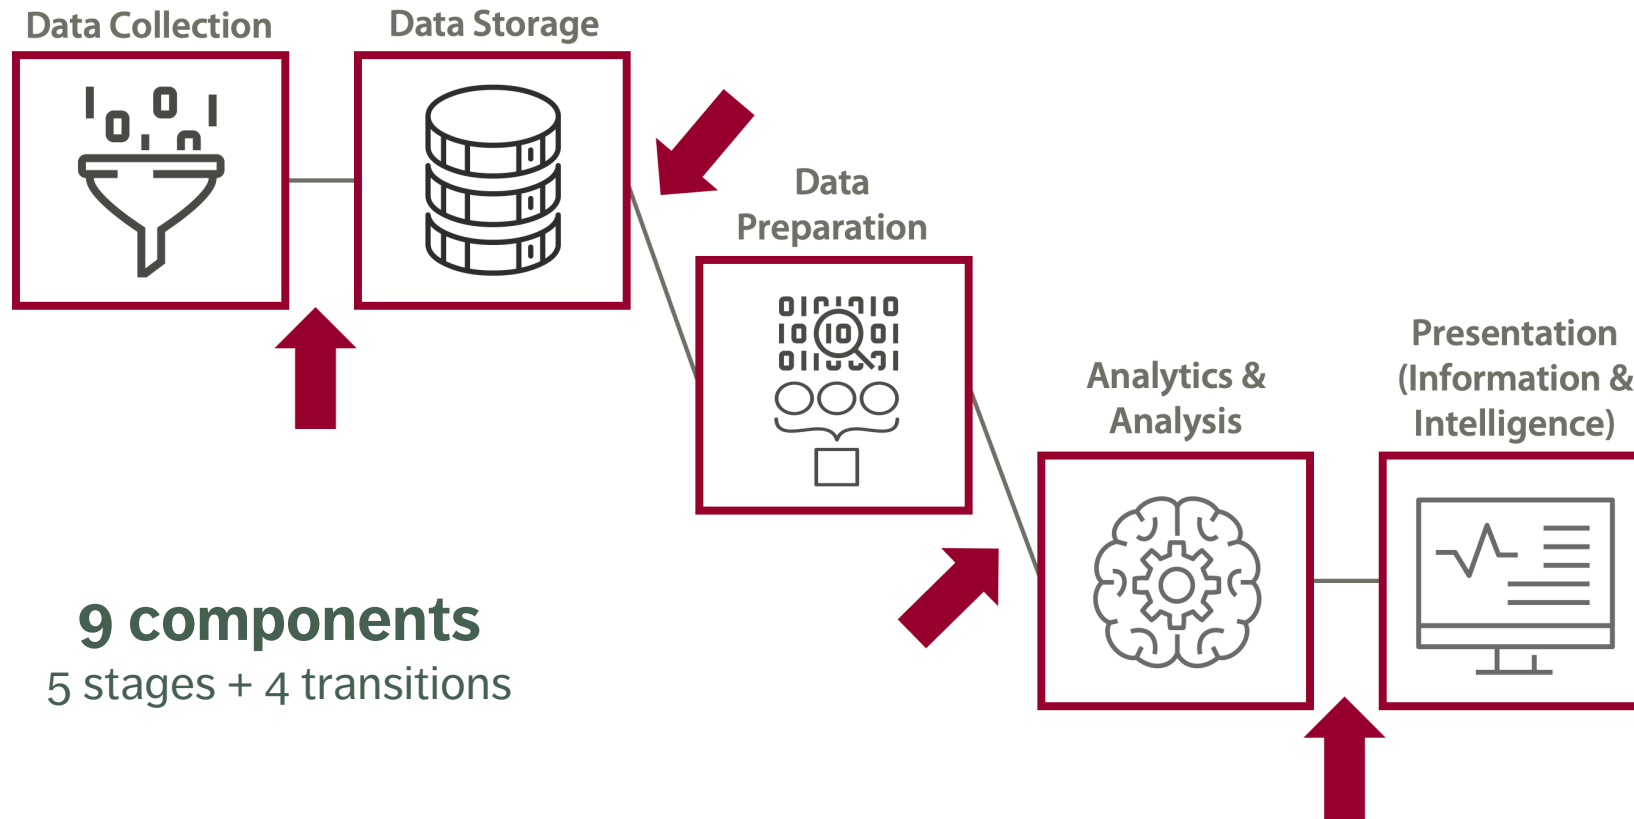 Data Collection
Data Storage
Data
Preparation
Analytics &
Analysis
Presentation
(Information &
Intelligence)
9 components
5 stages + 4 transitions